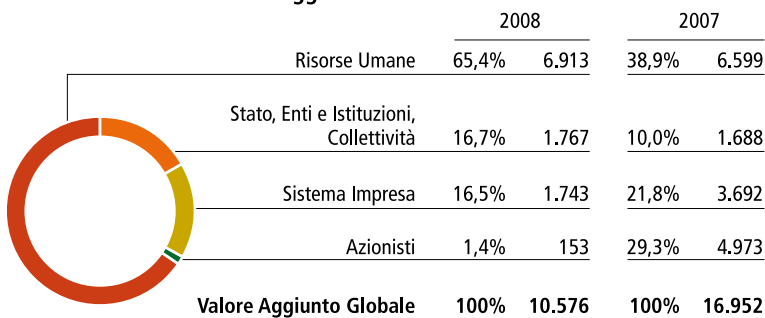 2008 2007
Risorse Umane 65,4% 6.913 38,9% 6.599
Stato, Enti e Istituzioni,
Collettività 16,7% 1.767 10,0% 1.688
Sistema Impresa 16,5% 1.743 21,8% 3.692
Azionisti 1,4% 153 29,3% 4.973
Valore Aggiunto Globale 100% 10.576 100% 16.952